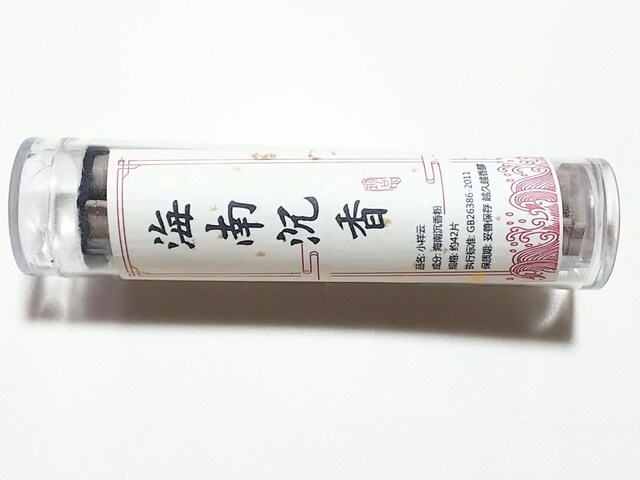 海南沉香
品名: 小祥云
成分: 海南沉香粉
规格: 约42片
执行标准: GB26386-2011
保质期: 妥善保存 越久越香醇